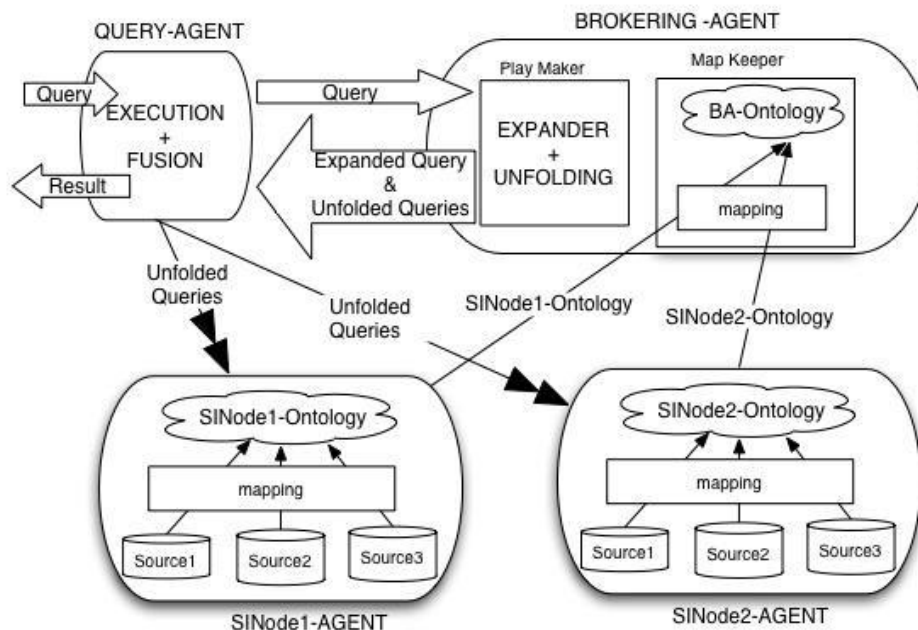 QUERY-AGENT
BROKERING -AGENT
Query
EXECUTION
+
FUSION
Result
Query
Expanded Query
&
Unfolded Queries
Play Maker
EXPANDER
+
UNFOLDING
Map Keeper
BA-Ontology
mapping
Unfolded
Queries
Unfolded
Queries
SINode1-Ontology
SINode2-Ontology
SINode1-Ontology
mapping
Source1
Source2
Source3
SINode1-AGENT
SINode2-Ontology
mapping
Source1
Source2
Source3
SINode2-AGENT